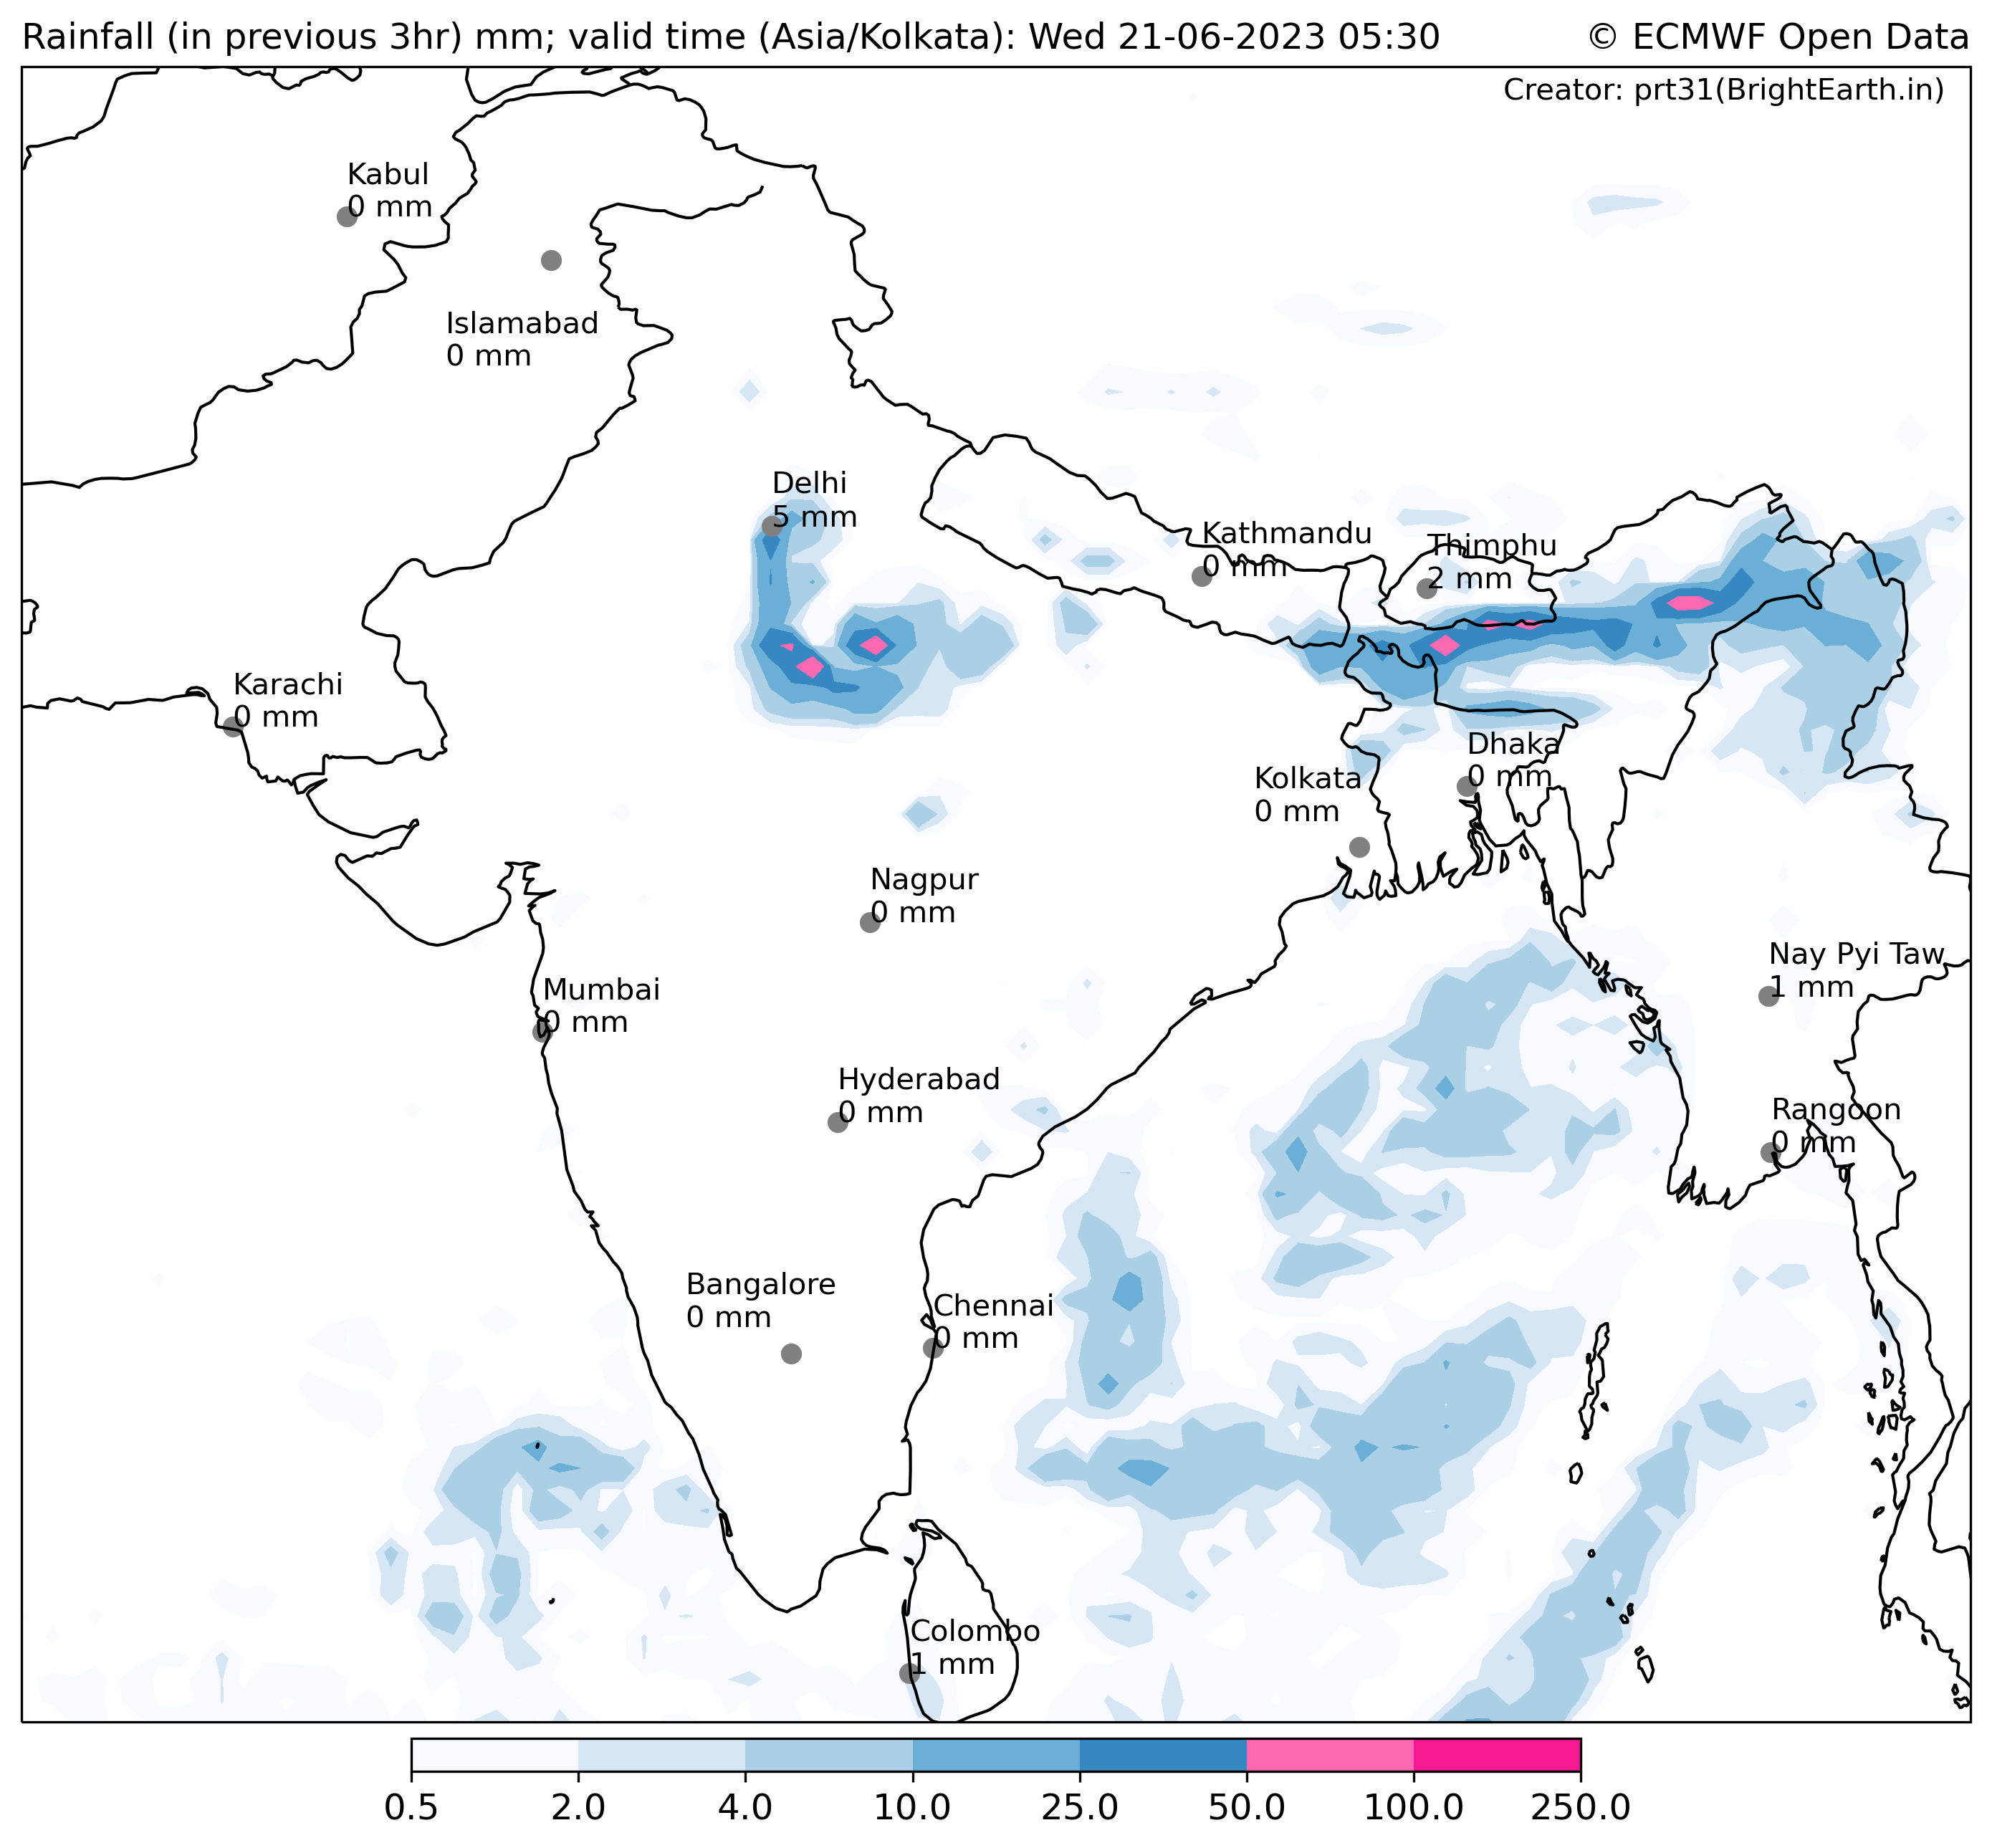 Rainfall (in previous 3hr) mm; valid time (Asia/Kolkata): Wed 21-06-2023 05:30
© ECMWF Open Data
Creator: prt31(BrightEarth.in)
Kabul
0 mm
Islamabad
0 mm
Delhi
5 mm
Kathmandu
0 mm
Thimphu
2 mm
Karachi
0 mm
Dhaka
0 mm
Kolkata
0 mm
Nagpur
0 mm
Nay Pyi Taw
1 mm
Mumbai
0 mm
Hyderabad
0 mm
Rangoon
0 mm
Bangalore
0 mm
Chennai
0 mm
Colombo
1 mm
0.5 2.0 4.0 10.0 25.0 50.0 100.0 250.0